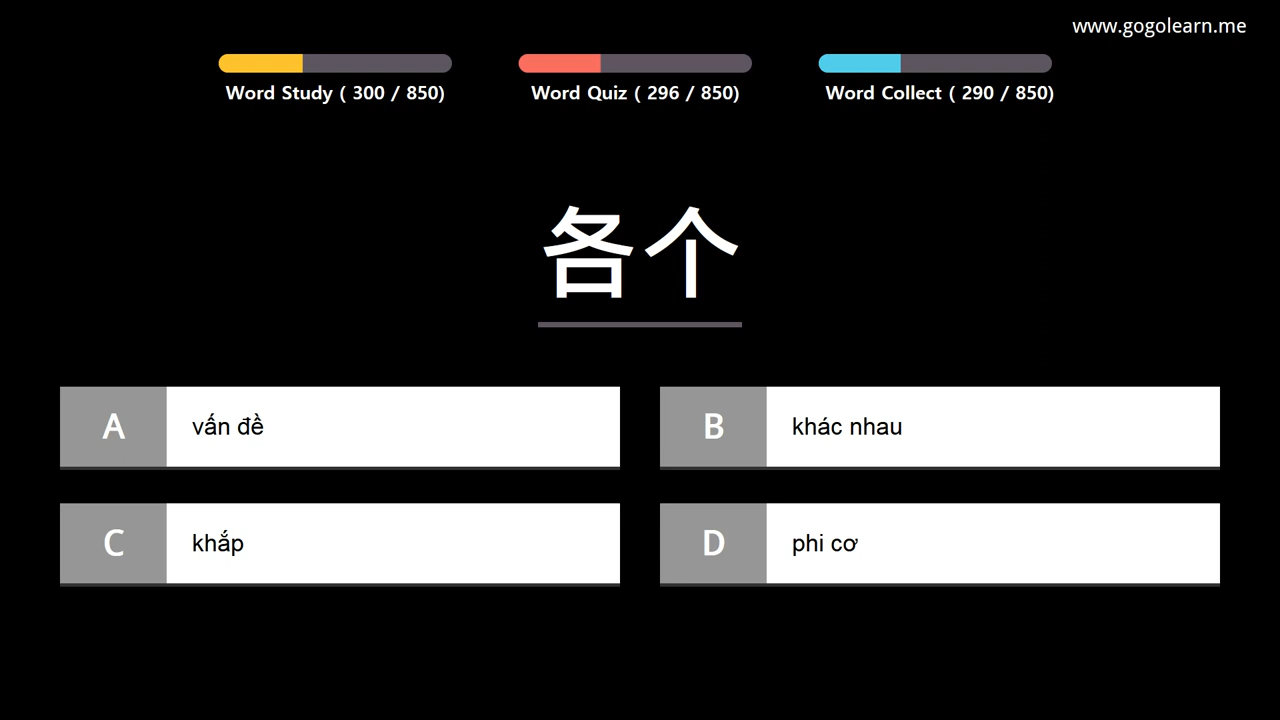 www.gogolearn.me
Word Study ( 300 / 850)
Word Quiz ( 296 / 850)
Word Collect ( 290 / 850)
各个
A vấn đề
B khác nhau
C khắp
D phi cơ